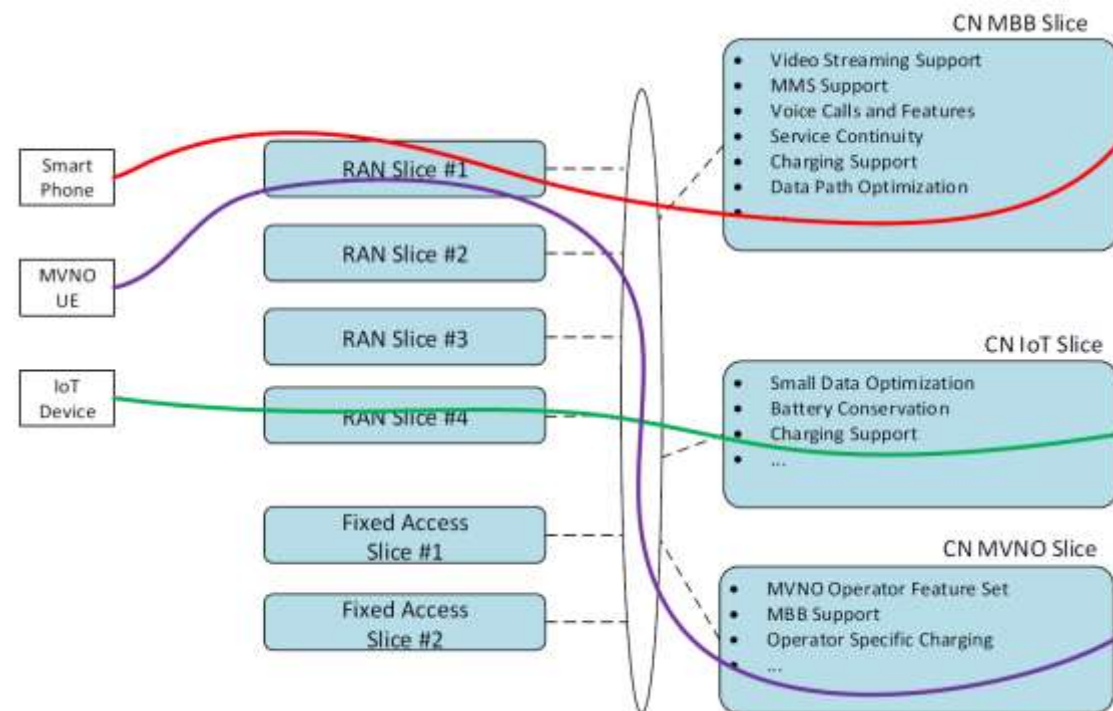 CN MBB Slice
• Video Streaming Support
• MMS Support
• Voice Calls and Features
• Service Continuity
• Charging Support
• Data Path Optimization
•
Smart
Phone
MVNO
UE
IoT
Device
RAN Slice #1
RAN Slice #2
RAN Slice #3
RAN Slice #4
Fixed Access
Slice #1
Fixed Access
Slice #2
CN IoT Slice
• Small Data Optimization
• Battery Conservation
• Charging Support
• ...
CN MVNO Slice
• MVNO Operator Feature Set
• MBB Support
• Operator Specific Charging
• ...